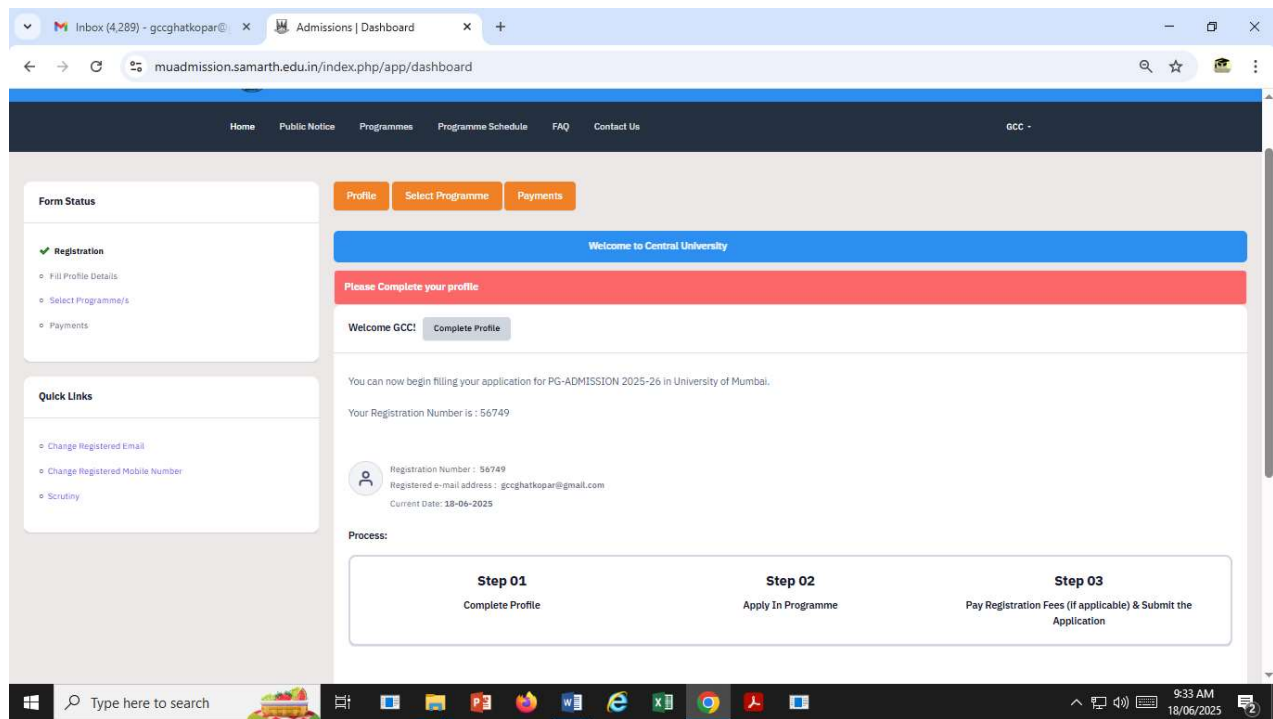 Inbox (4,289) - gccghatkopar@
Admissions | Dashboard
muadmission.samarth.edu.in/index.php/app/dashboard
Home Public Notice Programmes Programme Schedule FAQ Contact Us GCC
Form Status
Registration
Fill Profile Details
Select Programme/s
Payments
Quick Links
Change Registered Email
Change Registered Mobile Number
Scrutiny
Profile Select Programme Payments
Welcome to Central University
Please Complete your profile
Welcome GCC! Complete Profile
You can now begin filling your application for PG-ADMISSION 2025-26 in University of Mumbai.
Your Registration Number is : 56749
Registration Number : 56749
Registered e-mail address : gccghatkopar@gmail.com
Current Date: 18-06-2025
Process:
Step 01
Complete Profile
Step 02
Apply In Programme
Step 03
Pay Registration Fees (if applicable) & Submit the
Application
Type here to search
9:33 AM
18/06/2025
2